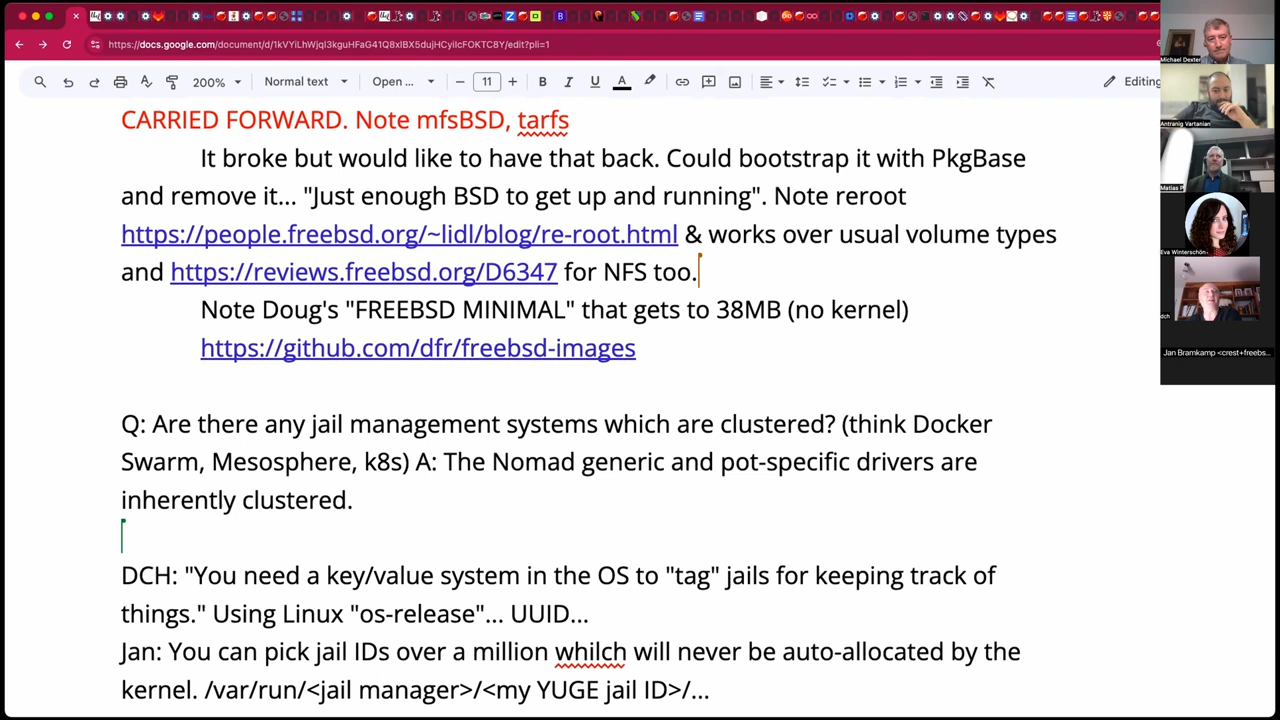 https://docs.google.com/document/d/1kVYiLhWjqI3kguHFaG41Q8xIBX5dujHCyiIcFOKTC8Y/edit?pli=1
200%
Normal text
Open ...
11
Editing
CARRIED FORWARD. Note mfsBSD, tarfs
It broke but would like to have that back. Could bootstrap it with PkgBase
and remove it... "Just enough BSD to get up and running". Note reroot
https://people.freebsd.org/~lidl/blog/re-root.html & works over usual volume types
and https://reviews.freebsd.org/D6347 for NFS too.
Note Doug's "FREEBSD MINIMAL" that gets to 38MB (no kernel)
https://github.com/dfr/freebsd-images
Q: Are there any jail management systems which are clustered? (think Docker
Swarm, Mesosphere, k8s) A: The Nomad generic and pot-specific drivers are
inherently clustered.
DCH: "You need a key/value system in the OS to "tag" jails for keeping track of
things." Using Linux "os-release"... UUID...
Jan: You can pick jail IDs over a million whilch will never be auto-allocated by the
kernel. /var/run/<jail manager>/<my YUGE jail ID>/...
Michael Dexter
Antranig Vartanian
Matias P
Eva Winterschön
dch
Jan Bramkamp <crest+freebs...